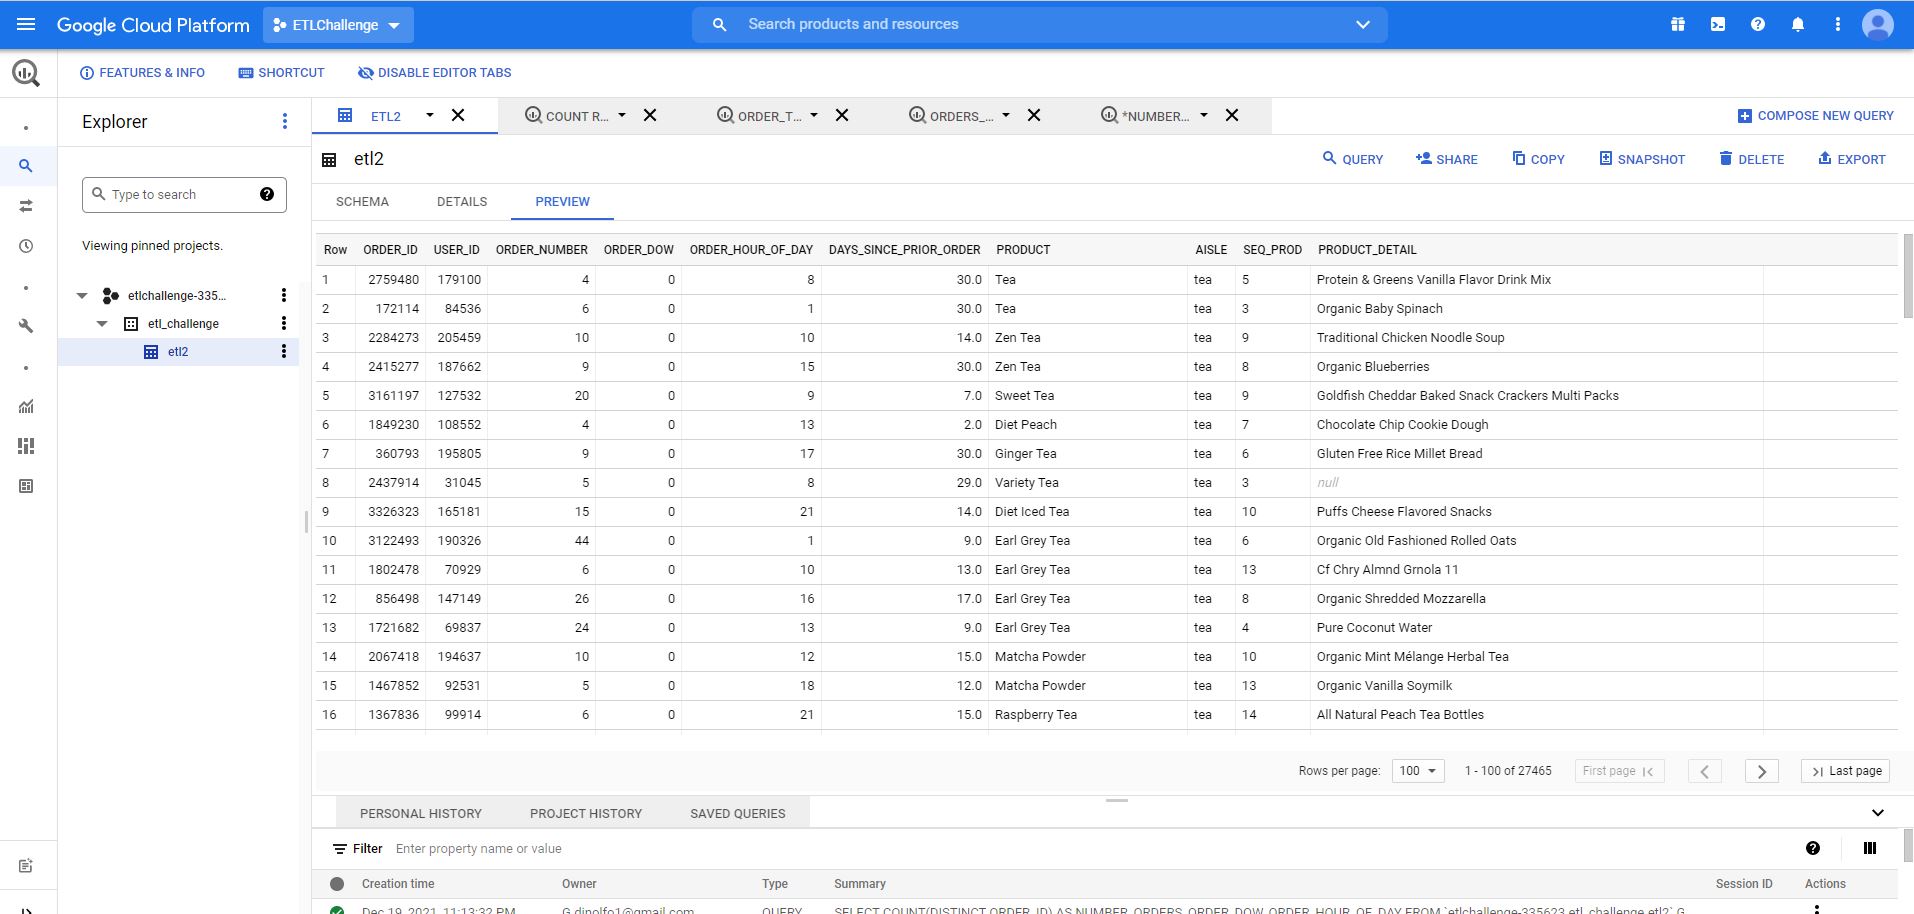 Google Cloud Platform ETLChallenge Search products and resources
FEATURES & INFO SHORTCUT DISABLE EDITOR TABS
Explorer ETL2 COUNT R... ORDER_T... ORDERS_... *NUMBER... COMPOSE NEW QUERY
etl2 QUERY SHARE COPY SNAPSHOT DELETE EXPORT
Type to search SCHEMA DETAILS PREVIEW
Viewing pinned projects.
etlchallenge-335...
etl_challenge
etl2
Row ORDER_ID USER_ID ORDER_NUMBER ORDER_DOW ORDER_HOUR_OF_DAY DAYS_SINCE_PRIOR_ORDER PRODUCT AISLE SEQ_PROD PRODUCT_DETAIL
1 2759480 179100 4 0 8 30.0 Tea tea 5 Protein & Greens Vanilla Flavor Drink Mix
2 172114 84536 6 0 1 30.0 Tea tea 3 Organic Baby Spinach
3 2284273 205459 10 0 10 14.0 Zen Tea tea 9 Traditional Chicken Noodle Soup
4 2415277 187662 9 0 15 30.0 Zen Tea tea 8 Organic Blueberries
5 3161197 127532 20 0 9 7.0 Sweet Tea tea 9 Goldfish Cheddar Baked Snack Crackers Multi Packs
6 1849230 108552 4 0 13 2.0 Diet Peach tea 7 Chocolate Chip Cookie Dough
7 360793 195805 9 0 17 30.0 Ginger Tea tea 6 Gluten Free Rice Millet Bread
8 2437914 31045 5 0 8 29.0 Variety Tea tea 3 null
9 3326323 165181 15 0 21 14.0 Diet Iced Tea tea 10 Puffs Cheese Flavored Snacks
10 3122493 190326 44 0 1 9.0 Earl Grey Tea tea 6 Organic Old Fashioned Rolled Oats
11 1802478 70929 6 0 10 13.0 Earl Grey Tea tea 13 Cf Chry Almnd Grnola 11
12 856498 147149 26 0 16 17.0 Earl Grey Tea tea 8 Organic Shredded Mozzarella
13 1721682 69837 24 0 13 9.0 Earl Grey Tea tea 4 Pure Coconut Water
14 2067418 194637 10 0 12 15.0 Matcha Powder tea 10 Organic Mint Mélange Herbal Tea
15 1467852 92531 5 0 18 12.0 Matcha Powder tea 13 Organic Vanilla Soymilk
16 1367836 99914 6 0 21 15.0 Raspberry Tea tea 14 All Natural Peach Tea Bottles
Rows per page: 100 1 - 100 of 27465 First page Last page
PERSONAL HISTORY PROJECT HISTORY SAVED QUERIES
Filter Enter property name or value
Creation time Owner Type Summary Session ID Actions
Dec 19, 2021, 11:13:32 PM G.dinolfo1@gmail.com QUERY SELECT COUNT(DISTINCT ORDER_ID) AS NUMBER_ORDERS, ORDER_DOW, ORDER_HOUR_OF_DAY FROM `etlchallenge-335623.etl_challenge.etl2` G